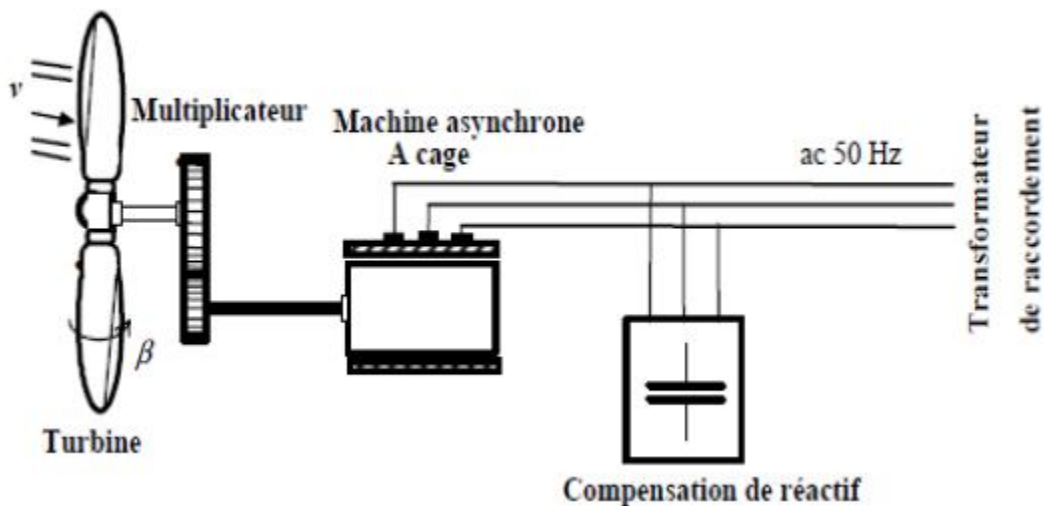 v
Multiplicateur
Machine asynchrone
A cage
ac 50 Hz
Transformateur
de raccordement
β
Turbine
Compensation de réactif